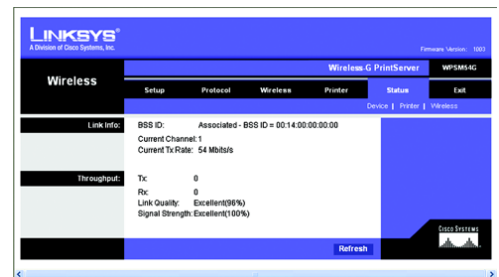 LINKSYS®
A Division of Cisco Systems, Inc.
Firmware Version: 1003
Wireless-G PrintServer
WPSM54G
Wireless
Setup
Protocol
Wireless
Printer
Status
Exit
Device | Printer | Wireless
Link Info:
BSS ID: Associated - BSS ID = 00:14:00:00:00:00
Current Channel: 1
Current Tx Rate: 54 Mbits/s
Throughput:
Tx: 0
Rx: 0
Link Quality: Excellent(96%)
Signal Strength: Excellent(100%)
Refresh
CISCO SYSTEMS